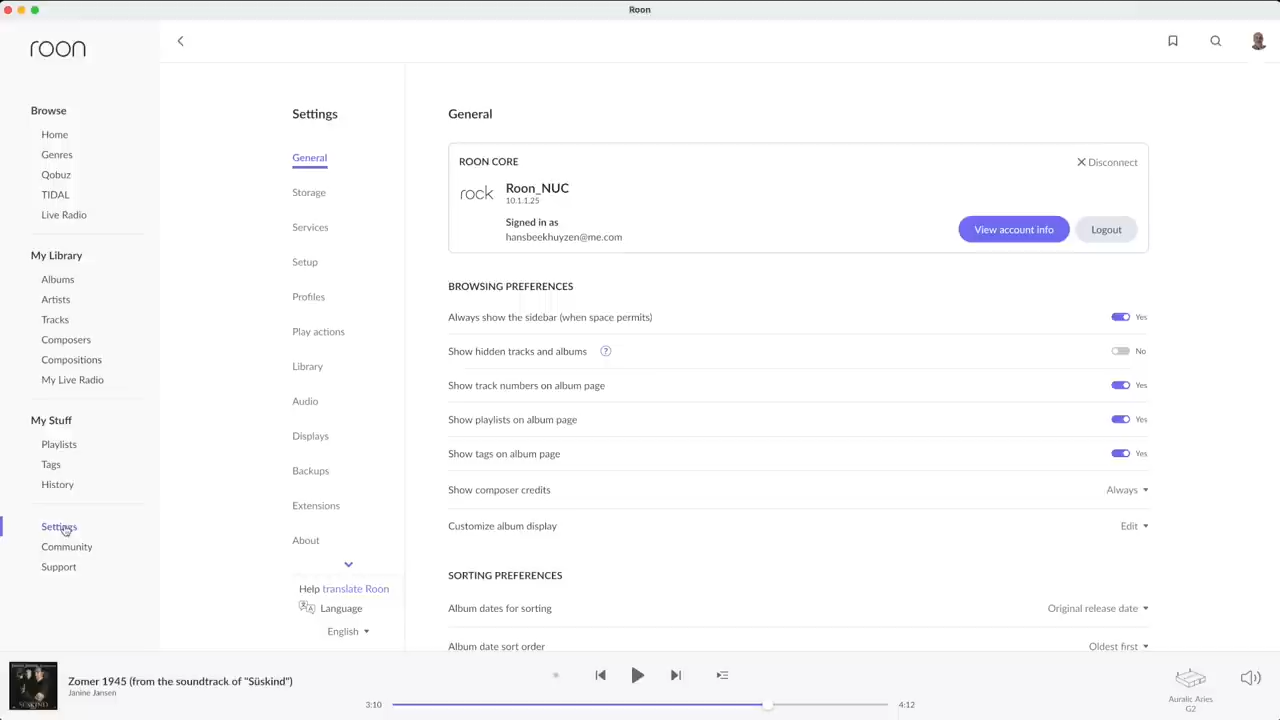 Roon
roon
Browse
Home
Genres
Qobuz
TIDAL
Live Radio
My Library
Albums
Artists
Tracks
Composers
Compositions
My Live Radio
My Stuff
Playlists
Tags
History
Settings
Community
Support
Settings
General
Storage
Services
Setup
Profiles
Play actions
Library
Audio
Displays
Backups
Extensions
About
Help translate Roon
Language
English
General
ROON CORE
Disconnect
rock
Roon_NUC
10.1.1.25
Signed in as
hansbeekhuyzen@me.com
View account info
Logout
BROWSING PREFERENCES
Always show the sidebar (when space permits) Yes
Show hidden tracks and albums ? No
Show track numbers on album page Yes
Show playlists on album page Yes
Show tags on album page Yes
Show composer credits Always
Customize album display Edit
SORTING PREFERENCES
Album dates for sorting Original release date
Album date sort order Oldest first
SÜSKIND
Zomer 1945 (from the soundtrack of "Süskind")
Janine Jansen
3:10
4:12
Auralic Aries
G2